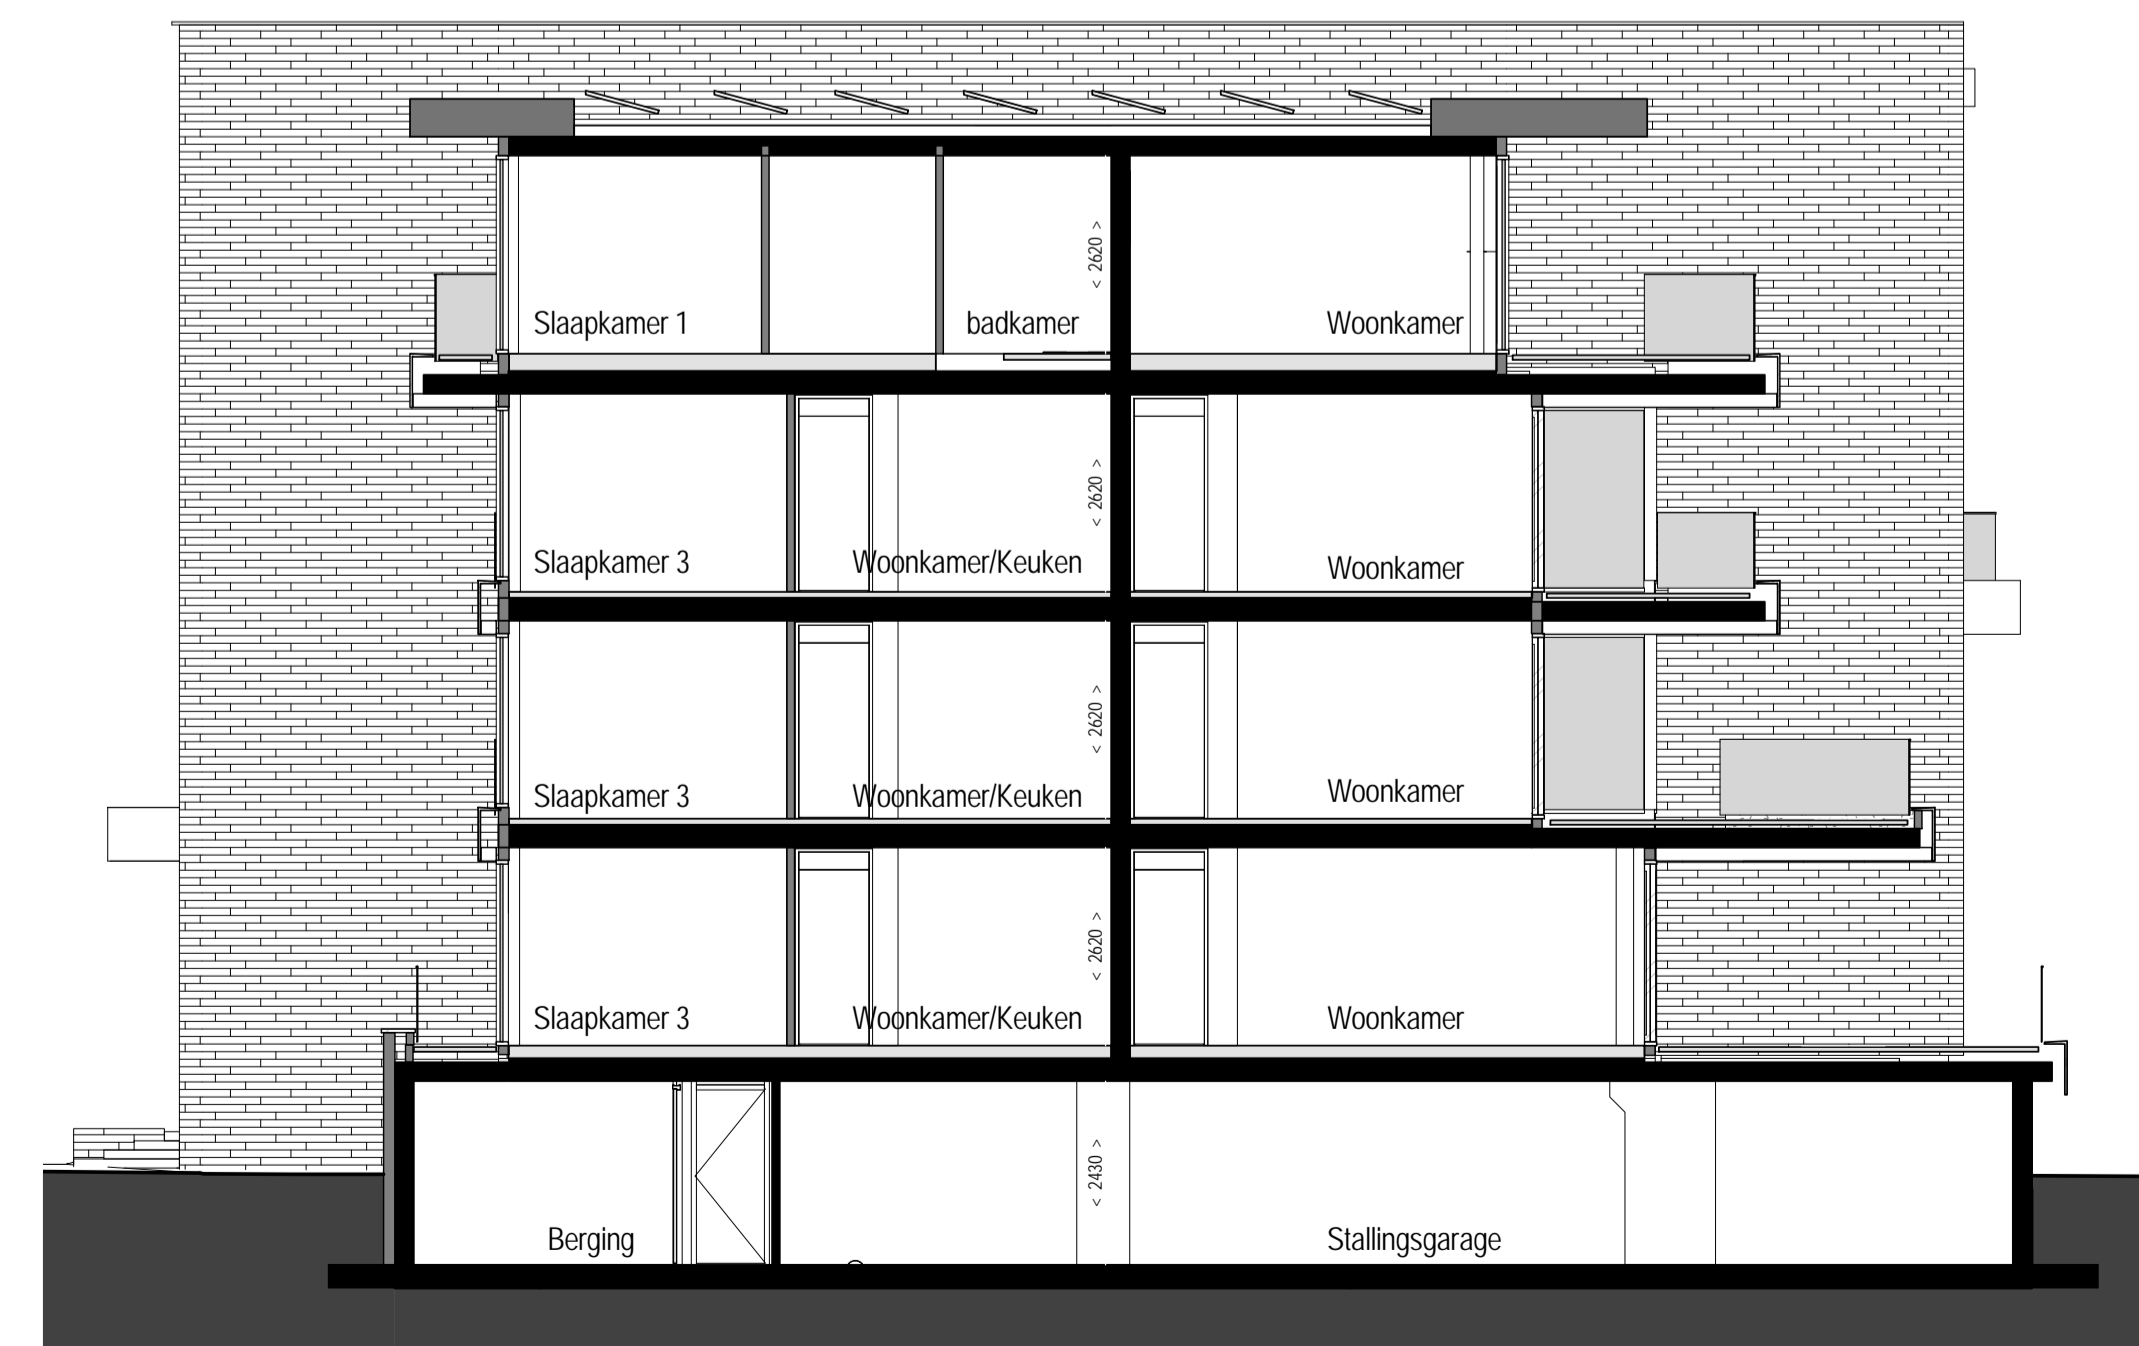 < 2620 >
Slaapkamer 1
badkamer
Woonkamer
< 2620 >
Slaapkamer 3
Woonkamer/Keuken
Woonkamer
< 2620 >
Slaapkamer 3
Woonkamer/Keuken
Woonkamer
< 2620 >
Slaapkamer 3
Woonkamer/Keuken
Woonkamer
< 2430 >
Berging
Stallingsgarage